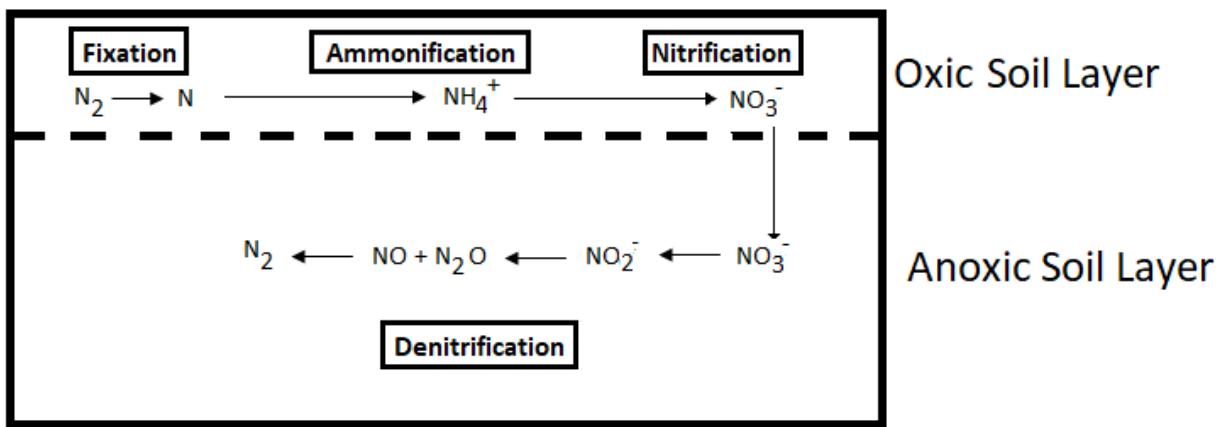 Fixation Ammonification Nitrification
N₂ → N → NH₄⁺ → NO₃⁻
Oxic Soil Layer
N₂ ← NO + N₂O ← NO₂⁻ ← NO₃⁻
Anoxic Soil Layer
Denitrification